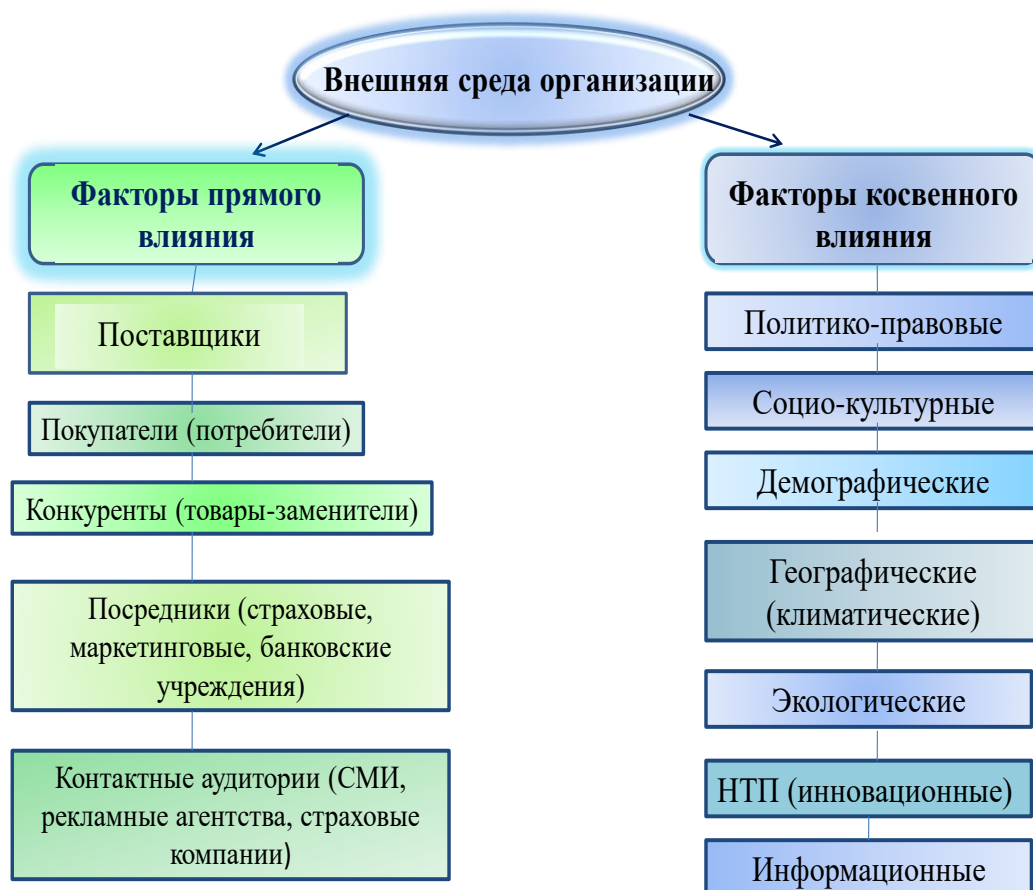 Внешняя среда организации
Факторы прямого
влияния
Поставщики
Покупатели (потребители)
Конкуренты (товары-заменители)
Посредники (страховые,
маркетинговые, банковские
учреждения)
Контактные аудитории (СМИ,
рекламные агентства, страховые
компании)
Факторы косвенного
влияния
Политико-правовые
Социо-культурные
Демографические
Географические
(климатические)
Экологические
НТП (инновационные)
Информационные